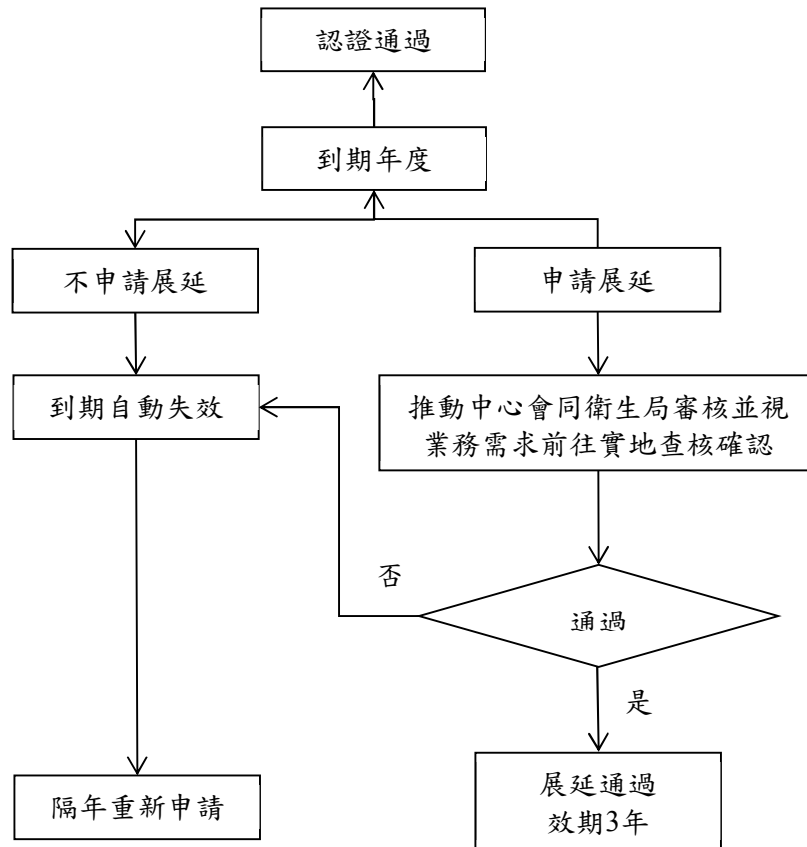 認證通過
到期年度
不申請展延
申請展延
到期自動失效
推動中心會同衛生局審核並視
業務需求前往實地查核確認
否
通過
是
隔年重新申請
展延通過
效期3年